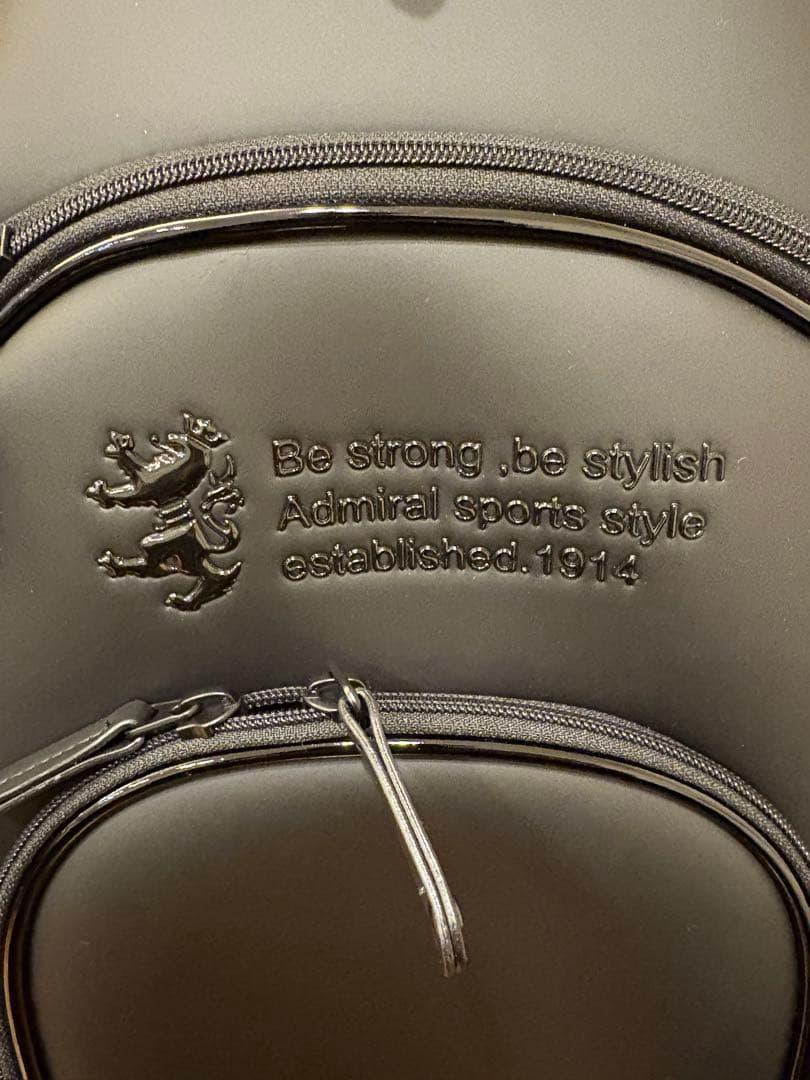 Be strong ,be stylish
Admiral sports style
established.1914